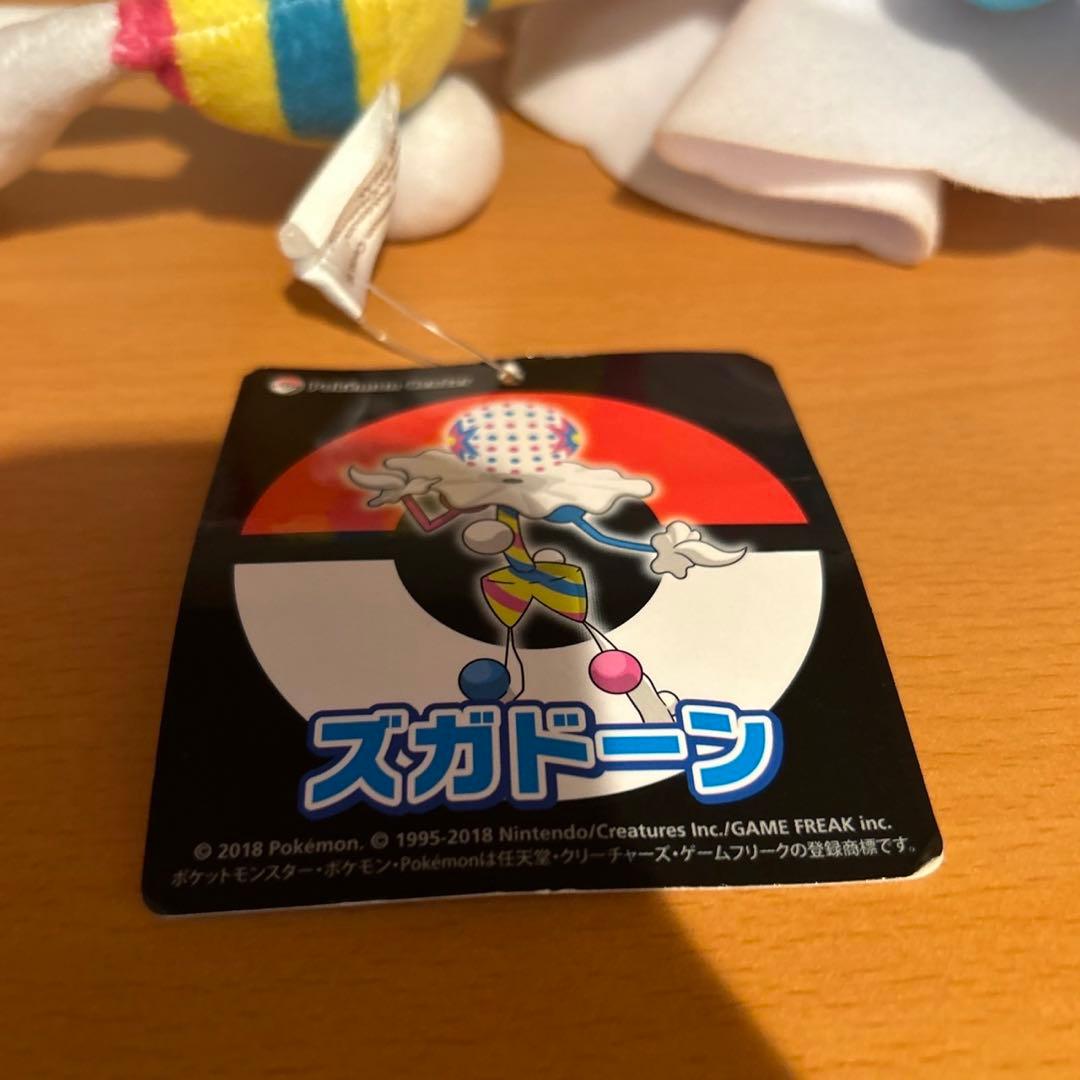 Pokémon Center
ズガドーン
© 2018 Pokémon. © 1995-2018 Nintendo/Creatures Inc./GAME FREAK inc.
ポケットモンスター・ポケモン・Pokémonは任天堂・クリーチャーズ・ゲームフリークの登録商標です。